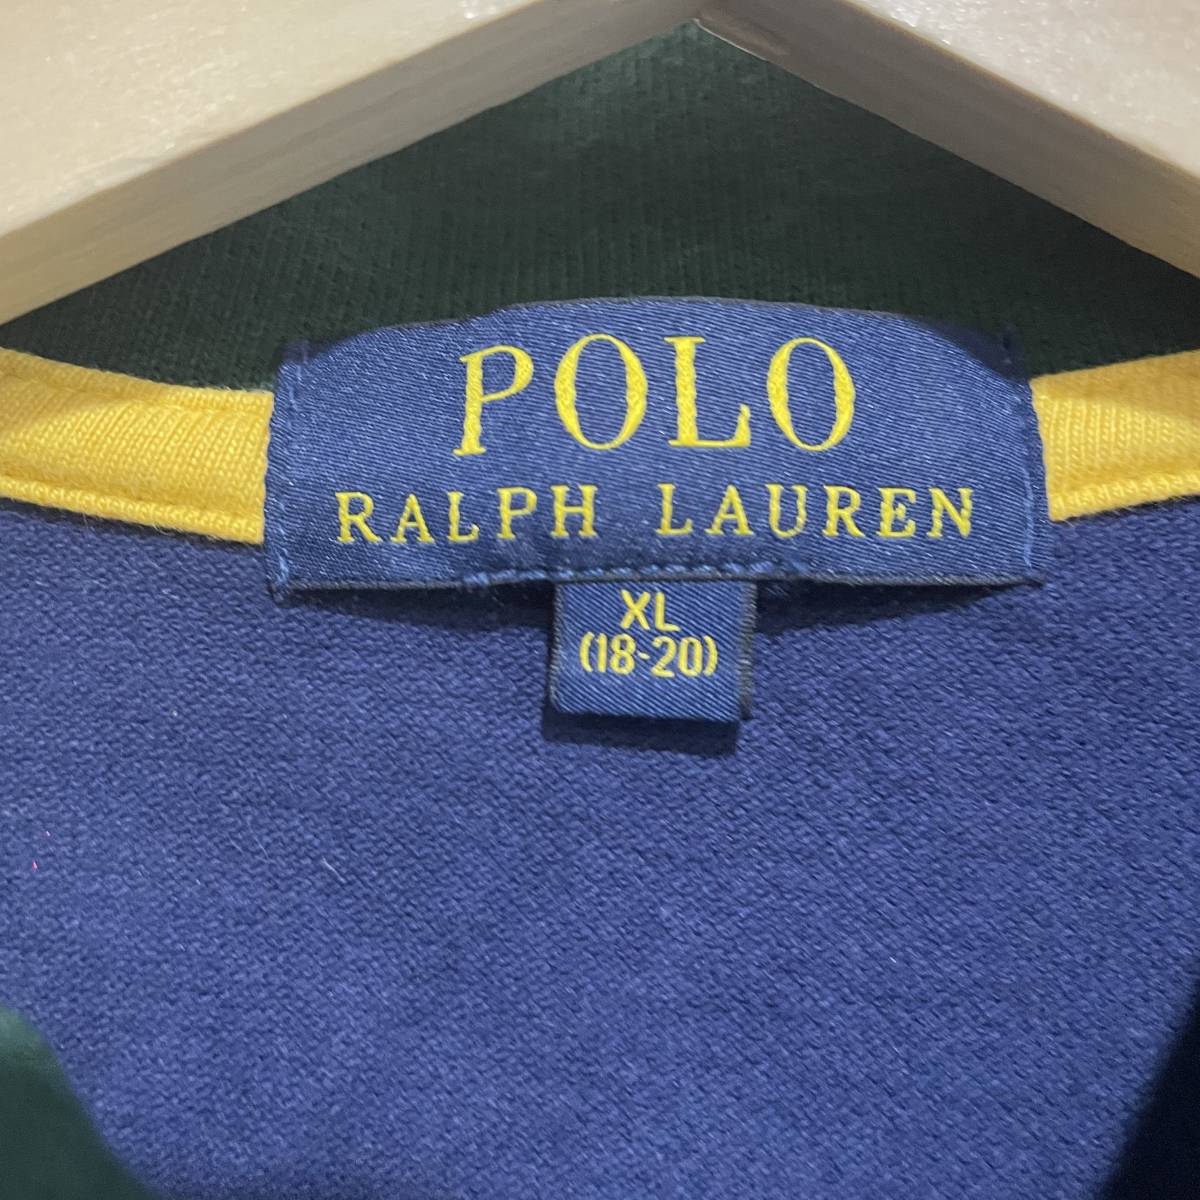 POLO
RALPH LAUREN
XL
(18-20)